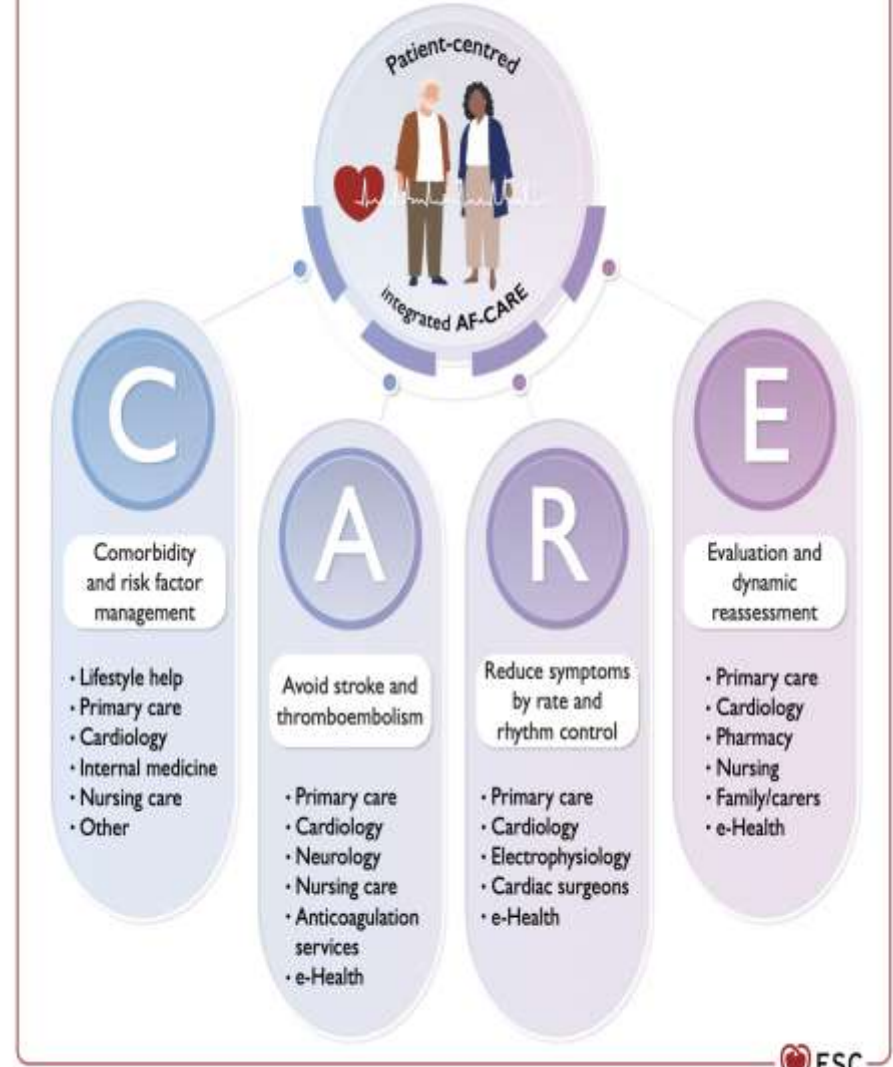 Patient-centred
integrated AF-CARE
C
Comorbidity
and risk factor
management
· Lifestyle help
· Primary care
· Cardiology
· Internal medicine
· Nursing care
· Other
A
Avoid stroke and
thromboembolism
· Primary care
· Cardiology
· Neurology
· Nursing care
· Anticoagulation
services
· e-Health
R
Reduce symptoms
by rate and
rhythm control
· Primary care
· Cardiology
· Electrophysiology
· Cardiac surgeons
· e-Health
E
Evaluation and
dynamic
reassessment
· Primary care
· Cardiology
· Pharmacy
· Nursing
· Family/carers
· e-Health
ESC